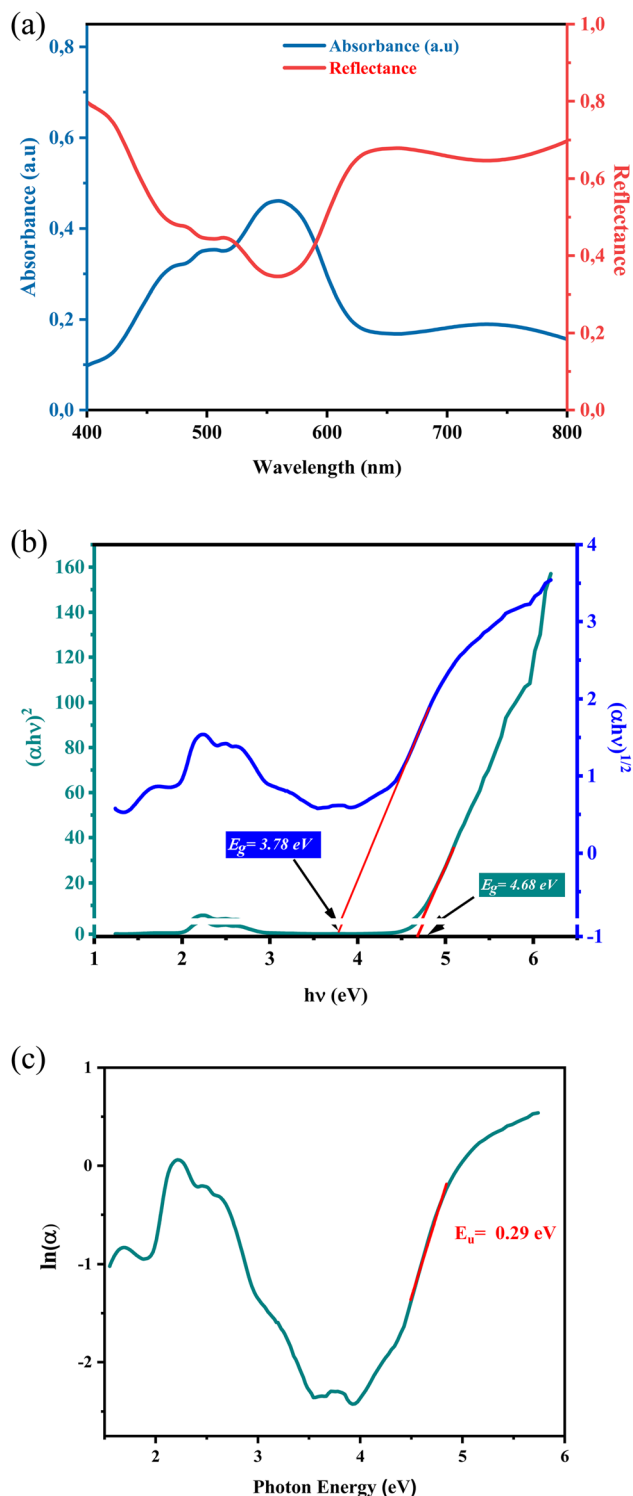 (a)
Absorbance (a.u)
Reflectance
0,8
0,6
0,4
0,2
0,0
Absorbance (a.u)
1,0
0,8
0,6
0,4
0,2
0,0
Reflectance
400 500 600 700 800
Wavelength (nm)
(b)
160
140
120
100
80
60
40
20
0
(αhν)²
4
3
2
1
0
-1
(αhν)^1/2
E_g= 3.78 eV
E_g= 4.68 eV
1 2 3 4 5 6
hν (eV)
(c)
1
0
-1
-2
ln(α)
E_u= 0.29 eV
2 3 4 5 6
Photon Energy (eV)